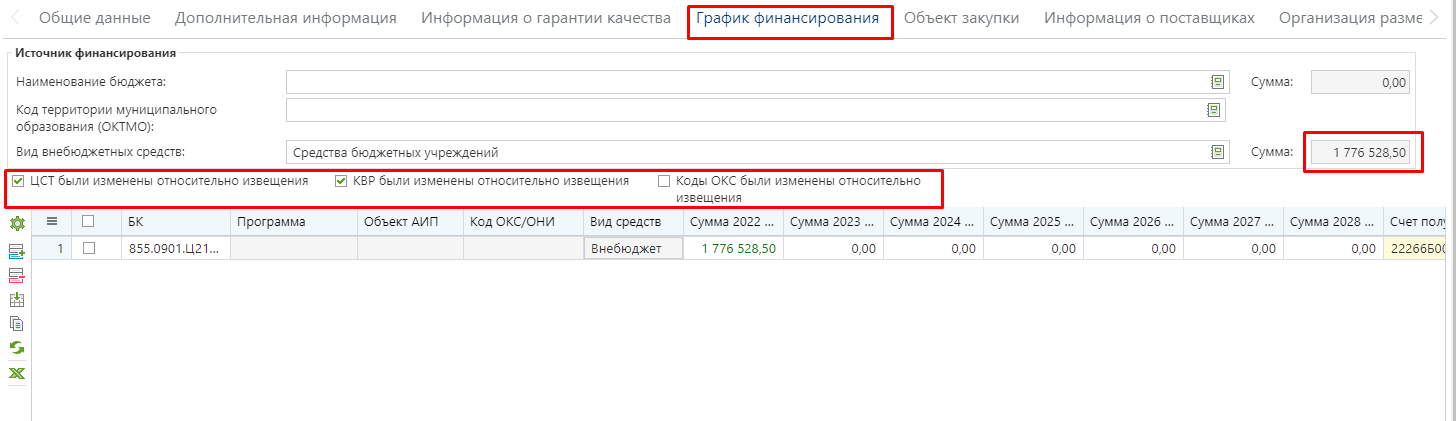 Общие данные Дополнительная информация Информация о гарантии качества График финансирования Объект закупки Информация о поставщиках Организация разме
Источник финансирования
Наименование бюджета: Сумма: 0,00
Код территории муниципального
образования (ОКТМО):
Вид внебюджетных средств: Средства бюджетных учреждений Сумма: 1 776 528,50
ЦСТ были изменены относительно извещения КВР были изменены относительно извещения Коды ОКС были изменены относительно
извещения
БК Программа Объект АИП Код ОКС/ОНИ Вид средств Сумма 2022 ... Сумма 2023 ... Сумма 2024 ... Сумма 2025 ... Сумма 2026 ... Сумма 2027 ... Сумма 2028 ... Счет полу
1 855.0901.Ц21... Внебюджет 1 776 528,50 0,00 0,00 0,00 0,00 0,00 0,00 22266Б00